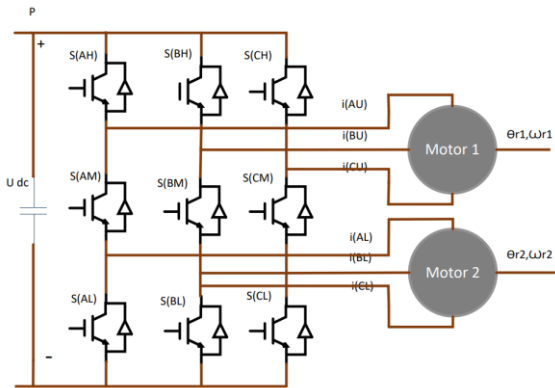 P
+
S(AH)
S(BH)
S(CH)
i(AU)
i(BU)
i(CU)
Motor 1
Θr1,ωr1
U dc
S(AM)
S(BM)
S(CM)
i(AL)
i(BL)
i(CL)
Motor 2
Θr2,ωr2
S(AL)
S(BL)
S(CL)
-